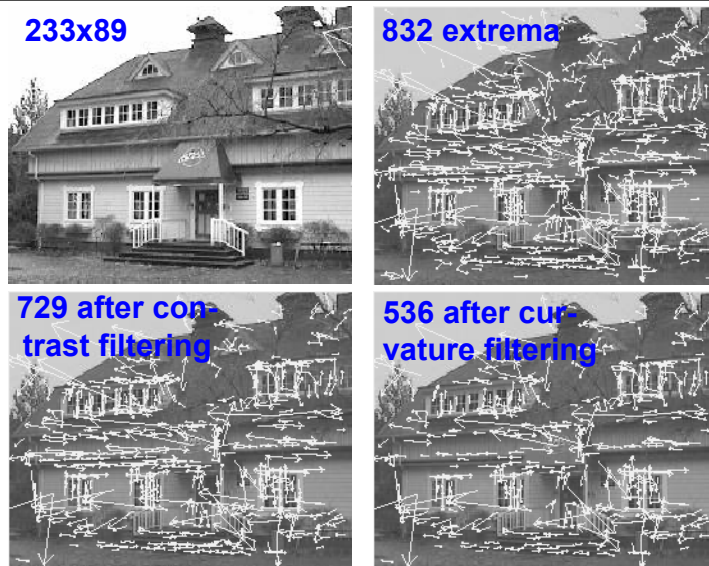 233x89
832 extrema
729 after con-
trast filtering
536 after cur-
vature filtering